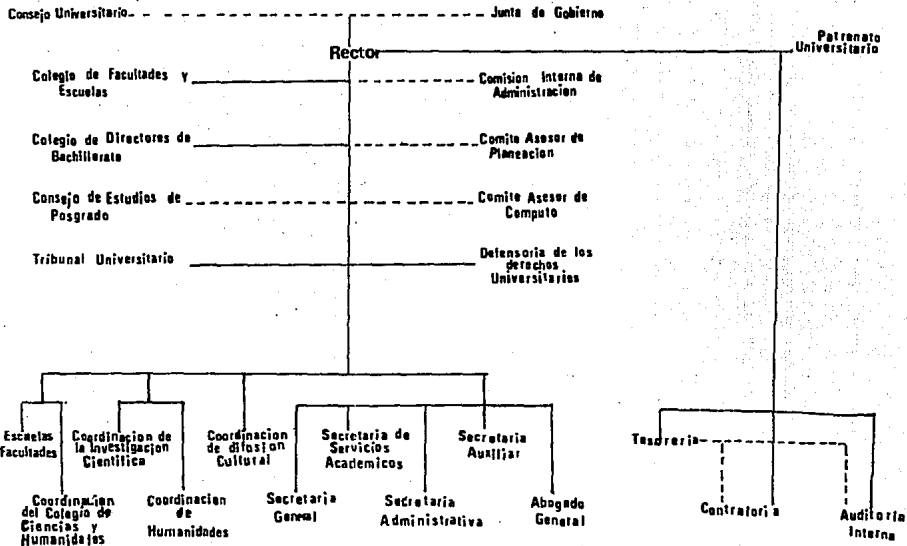 Consejo Universitario
Junta de Gobierno
Rector
Patronato
Universitario
Colegio de Facultades y
Escuelas
Comision Interna de
Administracion
Colegio de Directores de
Bachillerato
Comite Asesor de
Planeacion
Consejo de Estudios de
Posgrado
Comite Asesor de
Computo
Tribunal Universitario
Defensoria de los
derechos
Universitarios
Escuelas
Facultades
Coordinacion de
la investigacion
Cientifica
Coordinacion
de difusion
Cultural
Secretaria de
Servicios
Academicos
Secretaria
Auxiliar
Tesoreria
Coordinacion
del Colegio de
Ciencias y
Humanidades
Coordinacion
de
Humanidades
Secretaria
General
Secretaria
Administrativa
Abogado
General
Contraloria
Auditoria
Interna